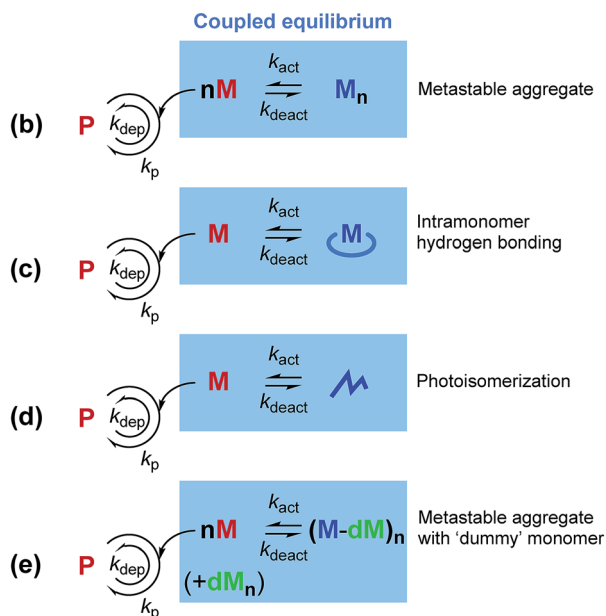 Coupled equilibrium
(b) P k_dep k_p nM k_act k_deact M_n Metastable aggregate
(c) P k_dep k_p M k_act k_deact M Intramonomer
hydrogen bonding
(d) P k_dep k_p M k_act k_deact Photoisomerization
(e) P k_dep k_p nM k_act k_deact (M-dM)_n Metastable aggregate
with ‘dummy’ monomer
(+dM_n)